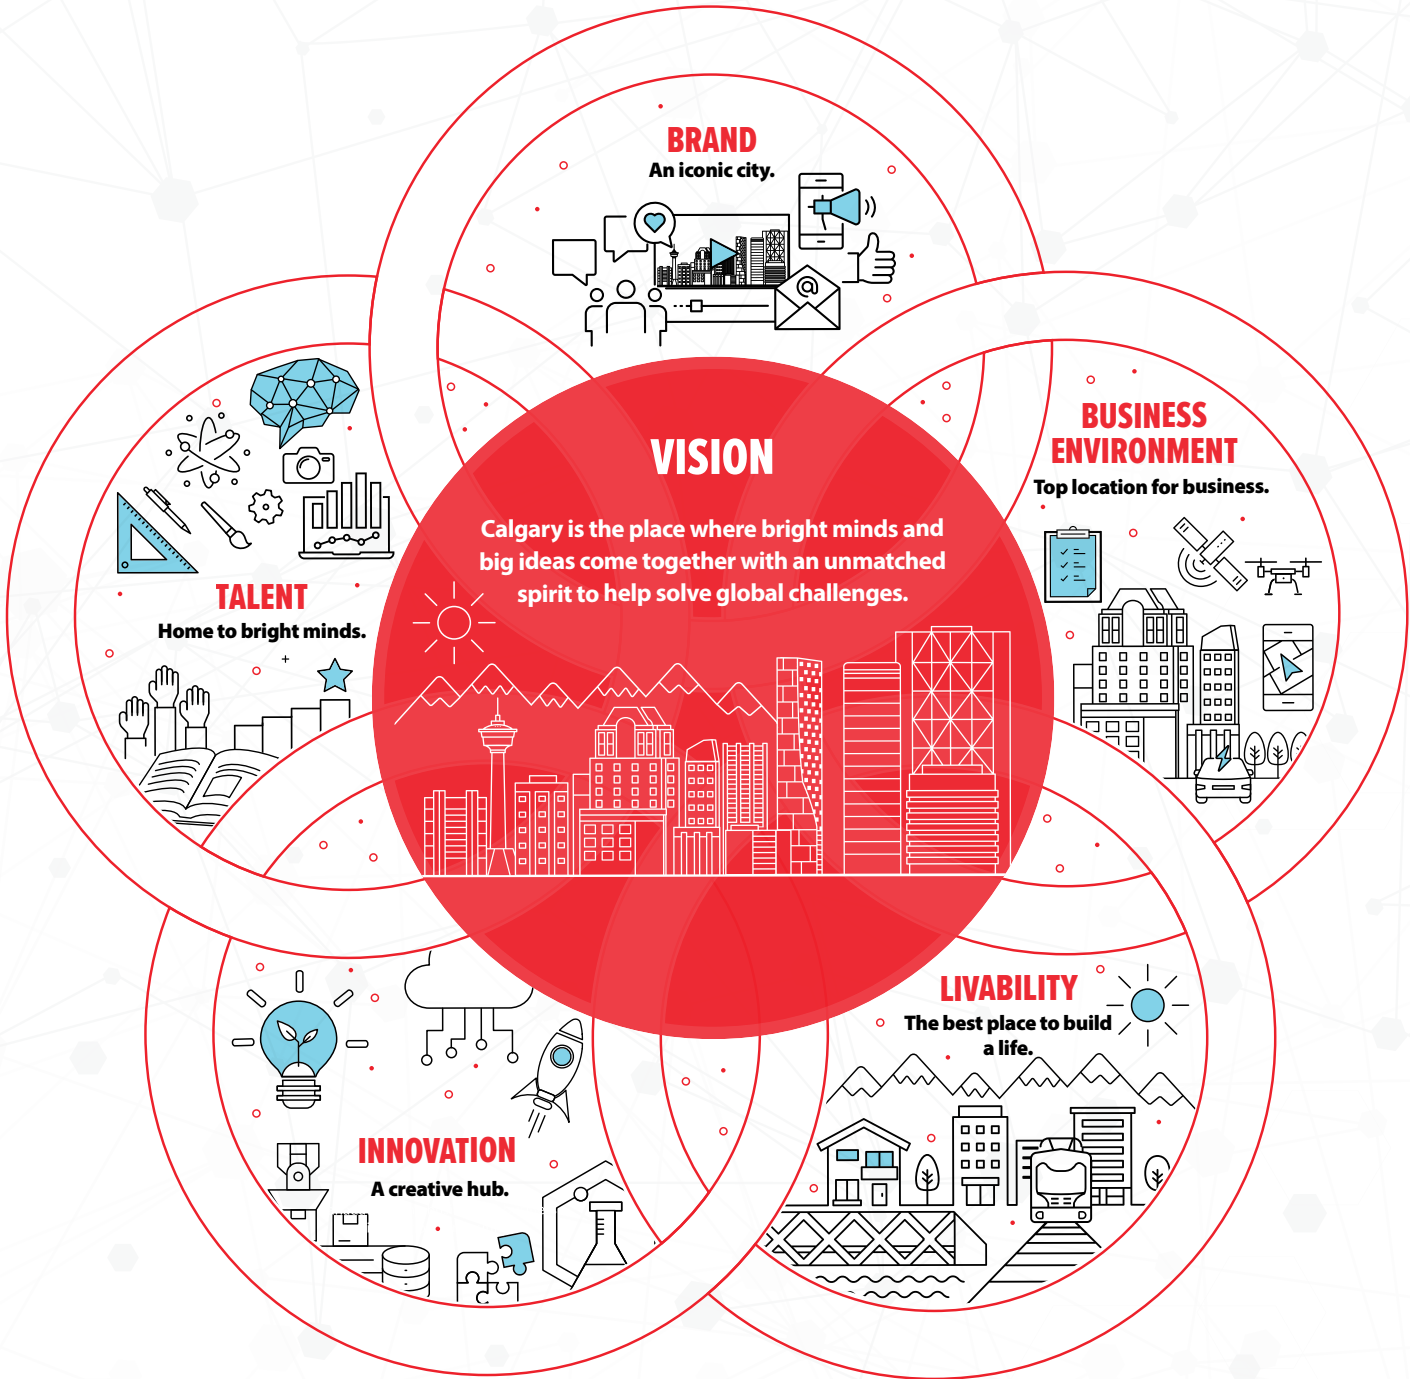 BRAND
An iconic city.
VISION
Calgary is the place where bright minds and
big ideas come together with an unmatched
spirit to help solve global challenges.
BUSINESS
ENVIRONMENT
Top location for business.
TALENT
Home to bright minds.
LIVABILITY
The best place to build
a life.
INNOVATION
A creative hub.
@